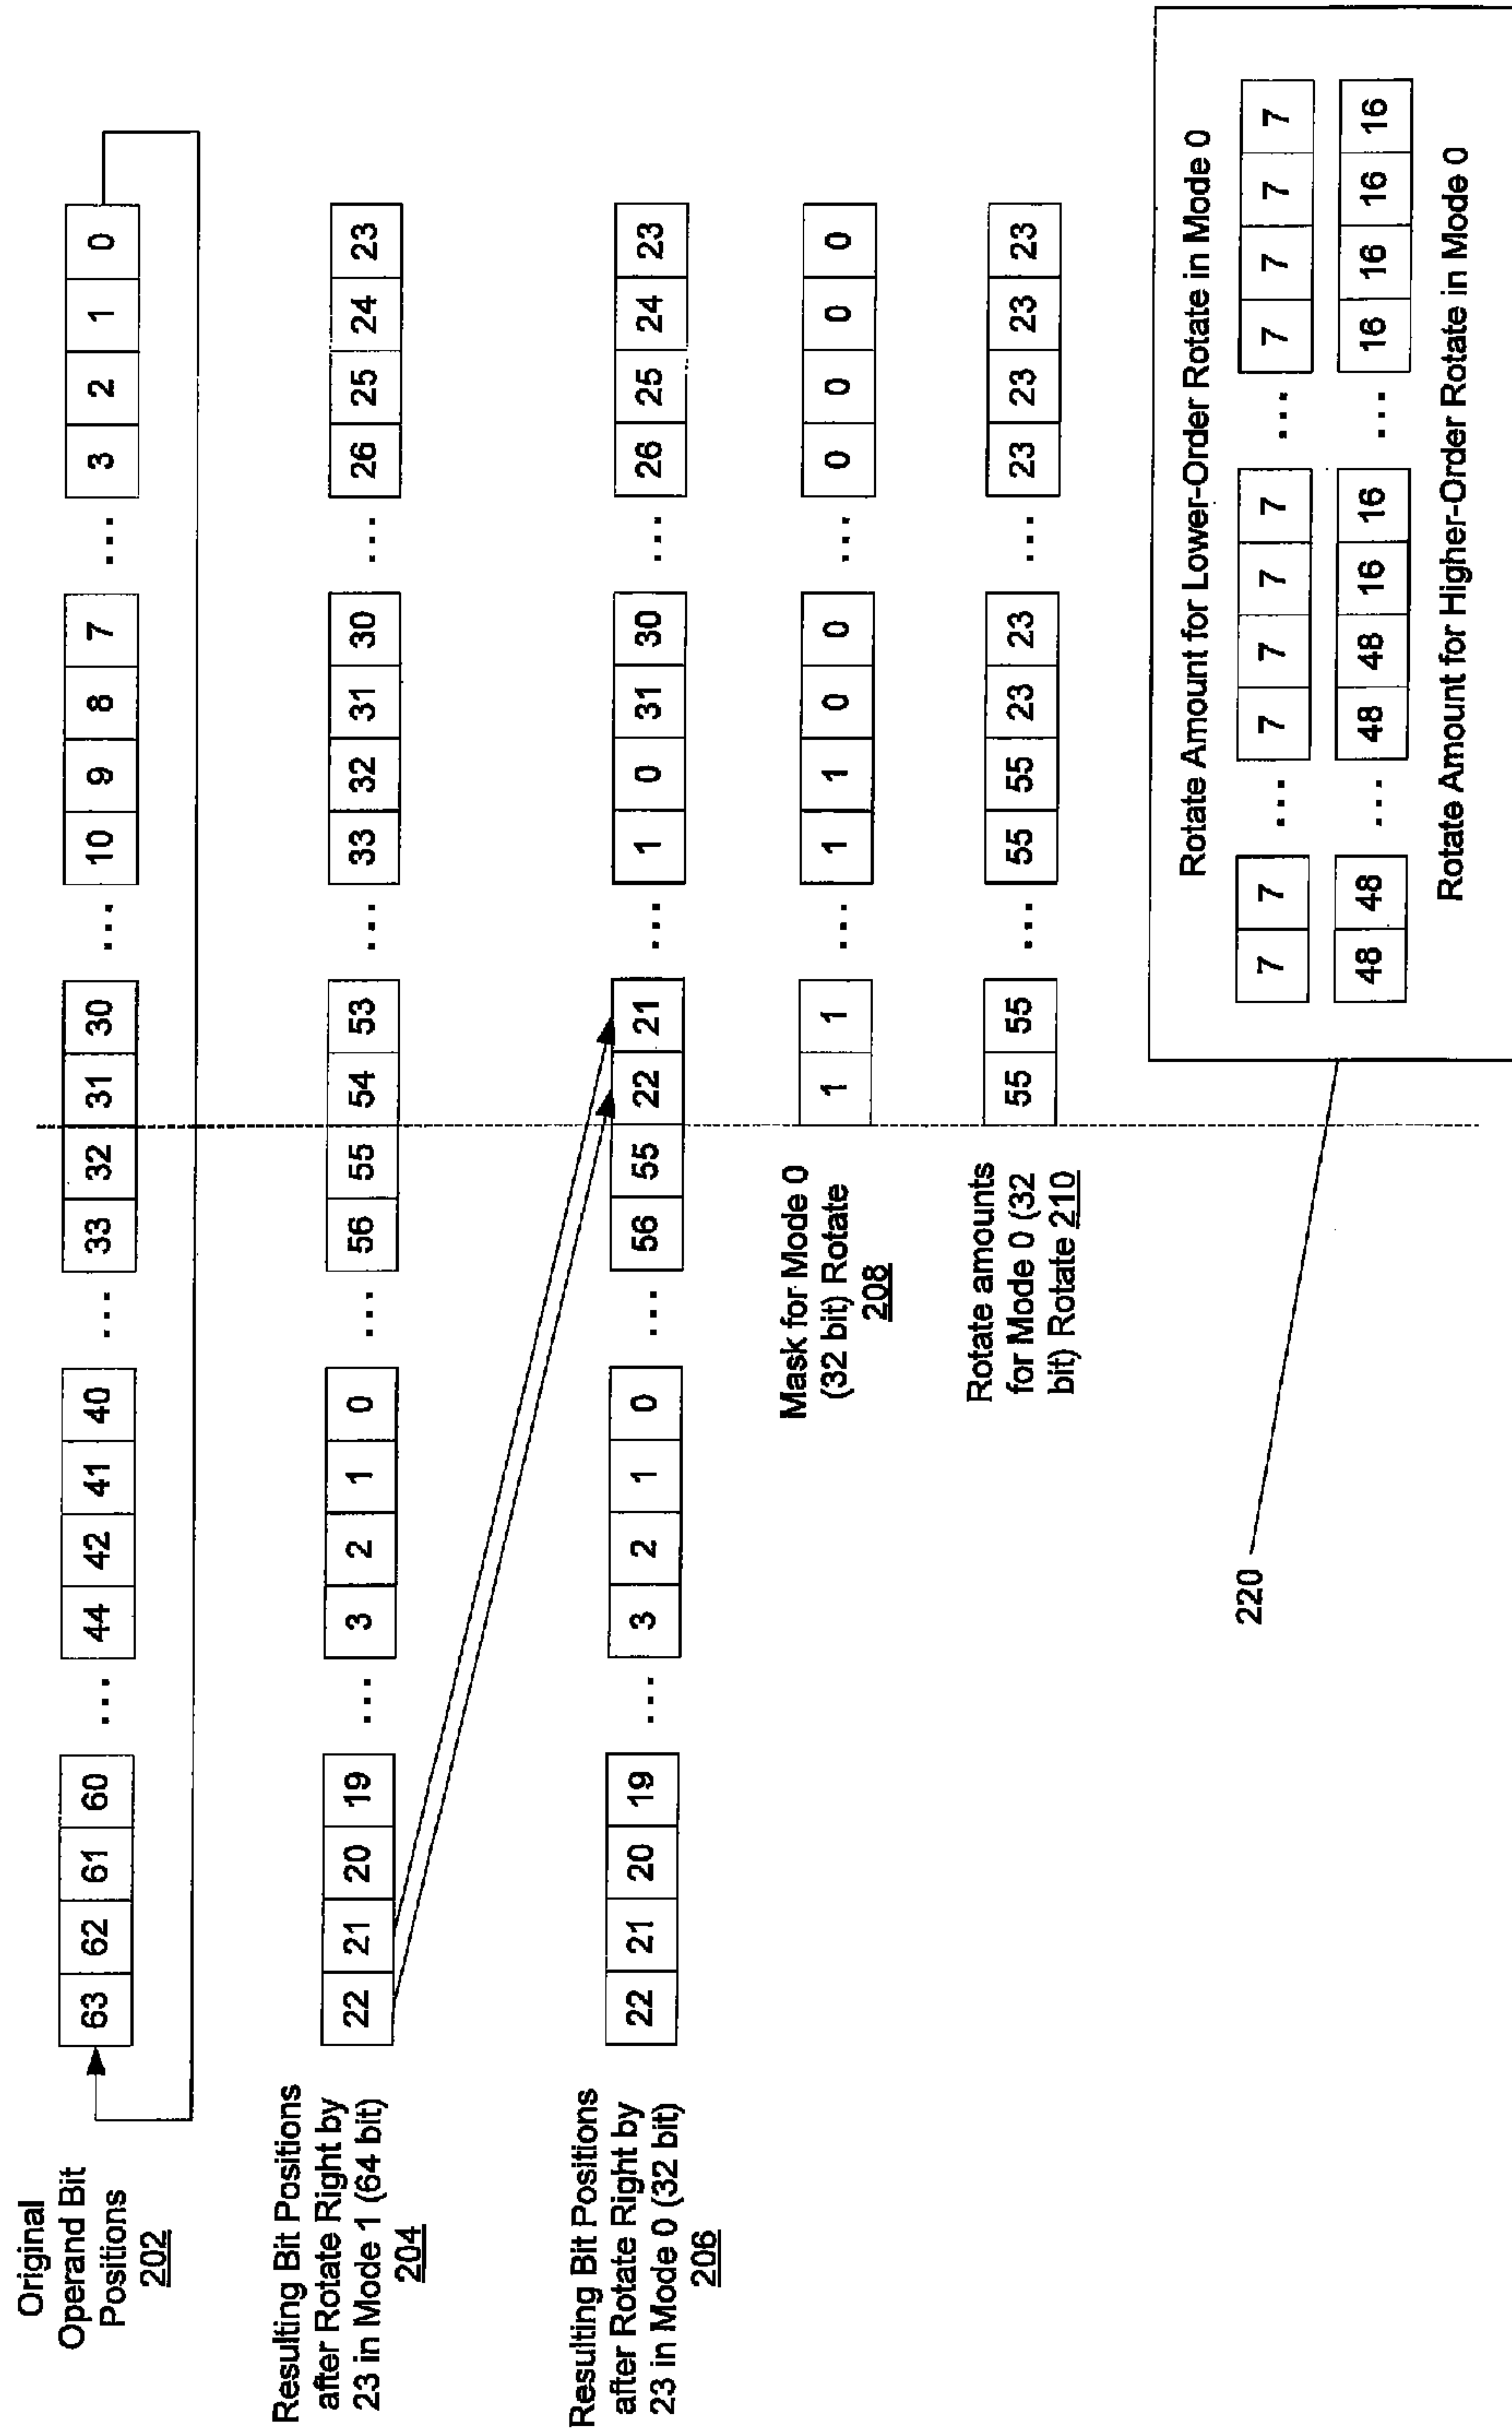 Original
Operand Bit
Positions
202
63 62 61 60 ... 44 42 41 40 ... 33 32 31 30 ... 10 9 8 7 ... 3 2 1 0
Resulting Bit Positions
after Rotate Right by
23 in Mode 1 (64 bit)
204
22 21 20 19 ... 3 2 1 0 ... 56 55 54 53 ... 33 32 31 30 ... 26 25 24 23
Resulting Bit Positions
after Rotate Right by
23 in Mode 0 (32 bit)
206
22 21 20 19 ... 3 2 1 0 ... 56 55 22 21 ... 1 0 31 30 ... 26 25 24 23
Mask for Mode 0
(32 bit) Rotate
208
1 1 ... 1 1 0 0 ... 0 0 0 0
Rotate amounts
for Mode 0 (32
bit) Rotate 210
55 55 ... 55 55 23 23 ... 23 23 23 23
220
Rotate Amount for Lower-Order Rotate in Mode 0
7 7 ... 7 7 7 7 ... 7 7 7 7
48 48 ... 48 48 16 16 ... 16 16 16 16
Rotate Amount for Higher-Order Rotate in Mode 0